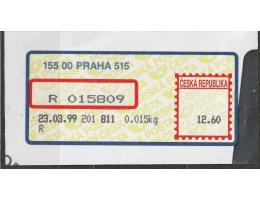 155 00 PRAHA 515
ČESKÁ REPUBLIKA
R 015809
23.03.99 201 811 0.015kg 12.60
R